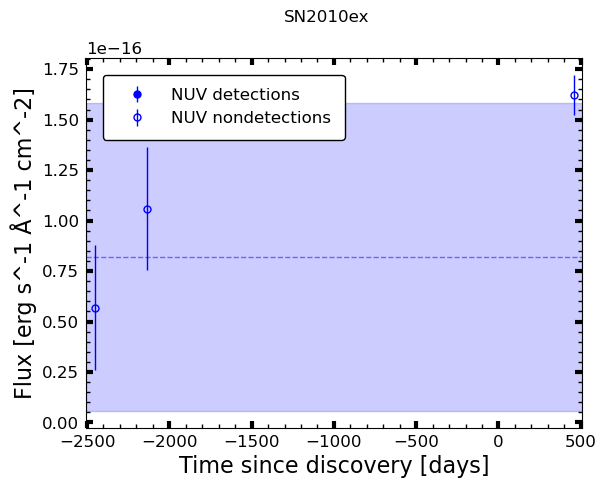 SN2010ex
1e−16
NUV detections
NUV nondetections
Flux [erg s^-1 Å^-1 cm^-2]
1.75
1.50
1.25
1.00
0.75
0.50
0.25
0.00
−2500 −2000 −1500 −1000 −500 0 500
Time since discovery [days]